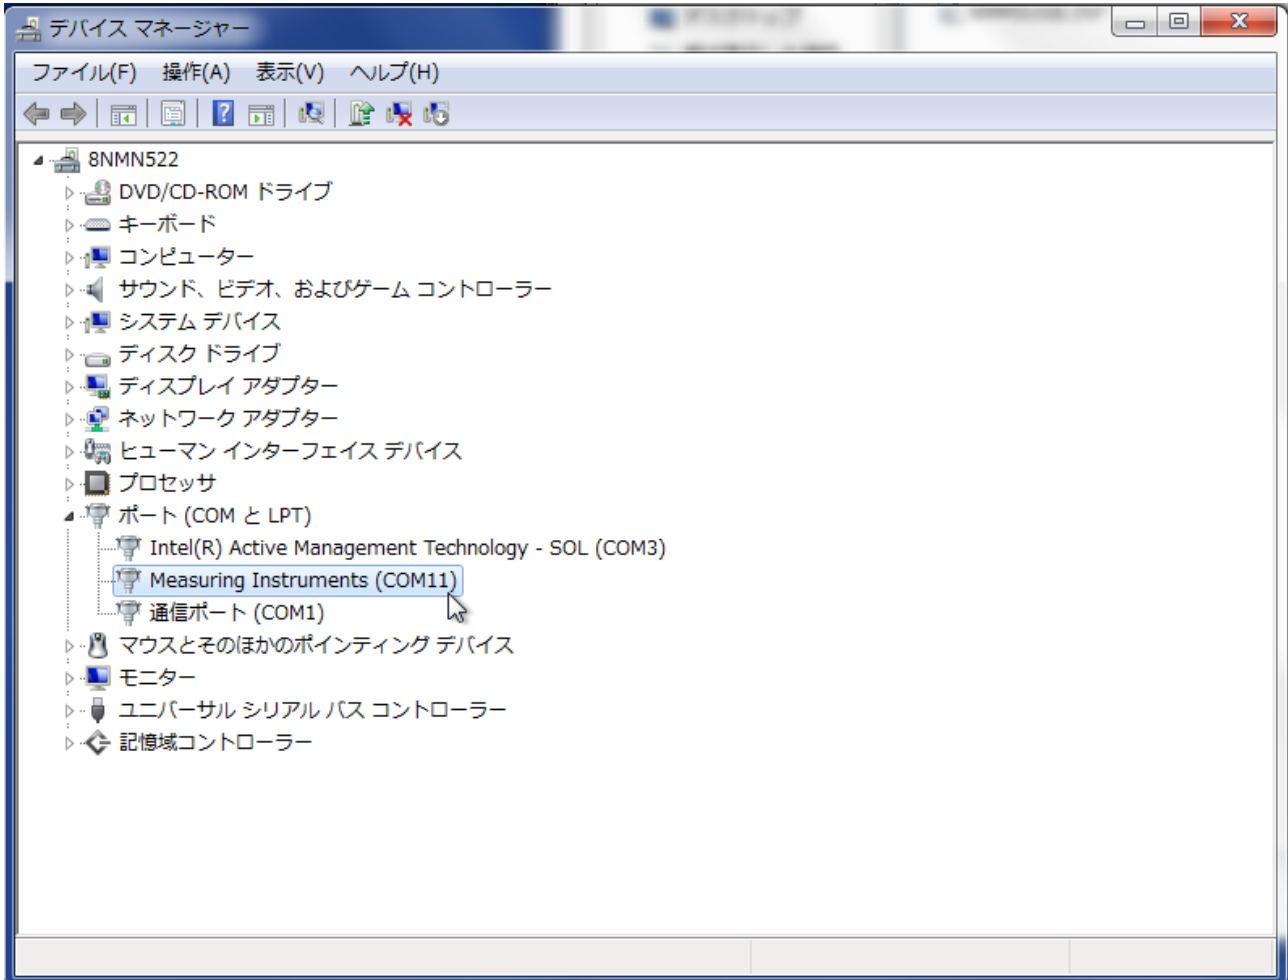 デバイス マネージャー
ファイル(F) 操作(A) 表示(V) ヘルプ(H)
8NMN522
DVD/CD-ROM ドライブ
キーボード
コンピューター
サウンド、ビデオ、およびゲーム コントローラー
システム デバイス
ディスク ドライブ
ディスプレイ アダプター
ネットワーク アダプター
ヒューマン インターフェイス デバイス
プロセッサ
ポート (COM と LPT)
Intel(R) Active Management Technology - SOL (COM3)
Measuring Instruments (COM11)
通信ポート (COM1)
マウスとそのほかのポインティング デバイス
モニター
ユニバーサル シリアル バス コントローラー
記憶域コントローラー